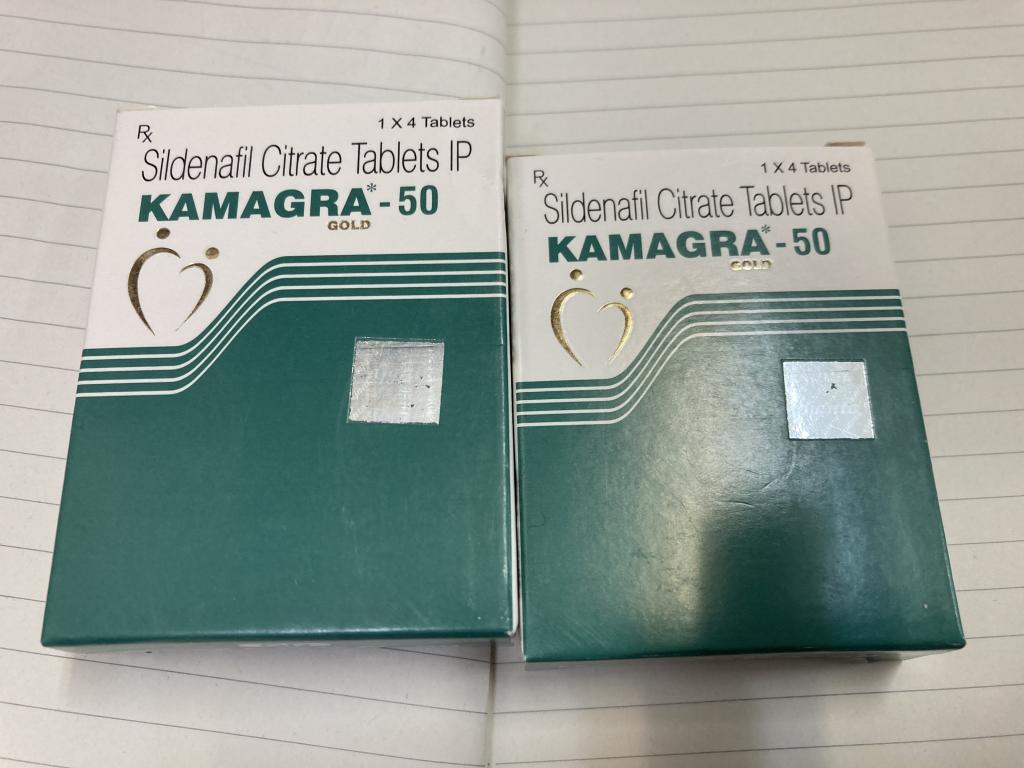 Rx
1 X 4 Tablets
Sildenafil Citrate Tablets IP
KAMAGRA* - 50
GOLD
Rx
1 X 4 Tablets
Sildenafil Citrate Tablets IP
KAMAGRA* - 50
GOLD